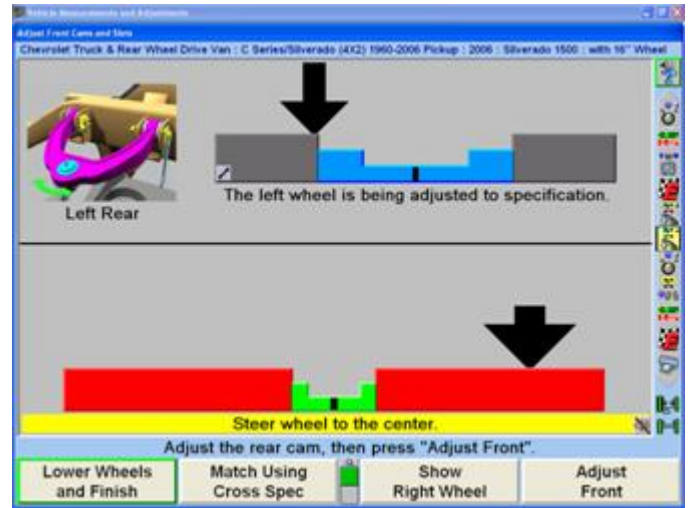 Vehicle Measurements and Adjustments
Adjust Front Cams and Slots
Chevrolet Truck & Rear Wheel Drive Van : C Series/Silverado (4X2) 1960-2006 Pickup : 2006 : Silverado 1500 : with 16" Wheel
The left wheel is being adjusted to specification.
Left Rear
Steer wheel to the center.
Adjust the rear cam, then press "Adjust Front".
Lower Wheels
and Finish
Match Using
Cross Spec
Show
Right Wheel
Adjust
Front